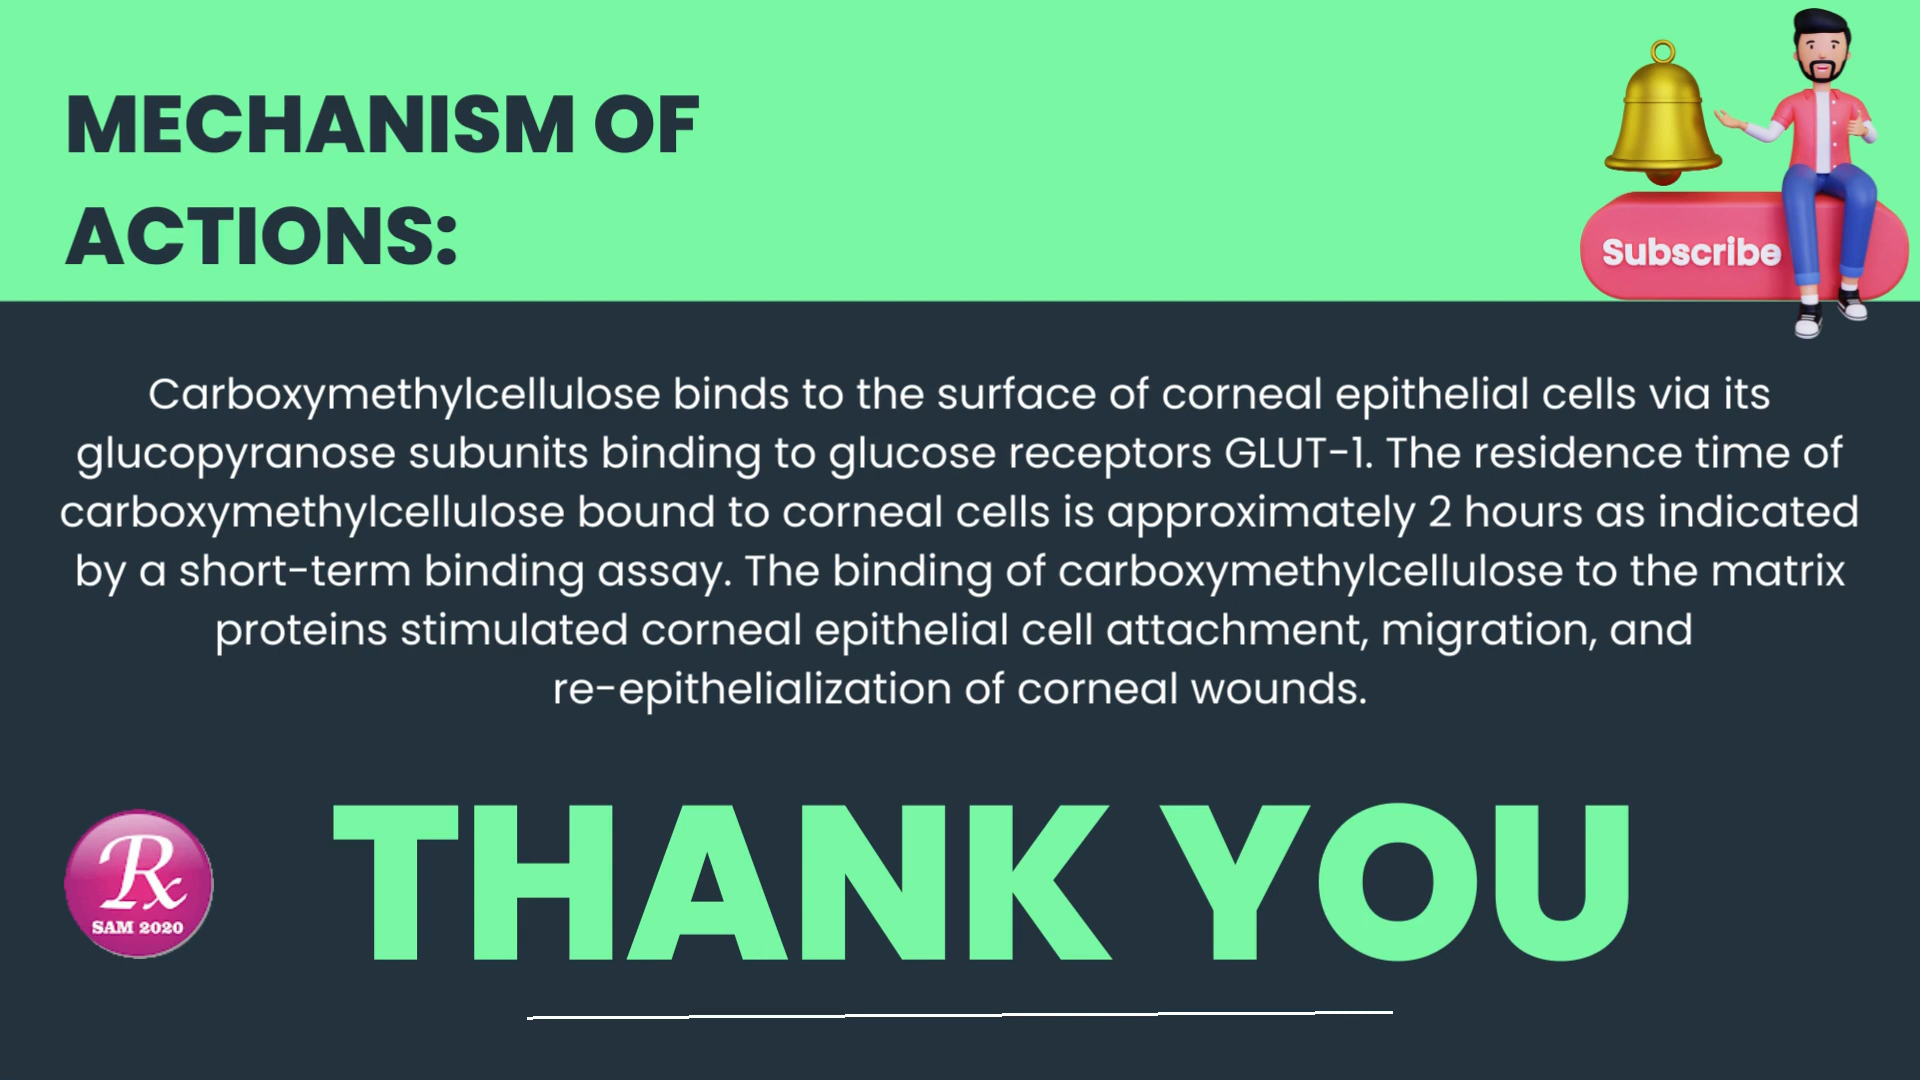 MECHANISM OF
ACTIONS:
Subscribe
Carboxymethylcellulose binds to the surface of corneal epithelial cells via its
glucopyranose subunits binding to glucose receptors GLUT-1. The residence time of
carboxymethylcellulose bound to corneal cells is approximately 2 hours as indicated
by a short-term binding assay. The binding of carboxymethylcellulose to the matrix
proteins stimulated corneal epithelial cell attachment, migration, and
re-epithelialization of corneal wounds.
Rx
SAM 2020
THANK YOU